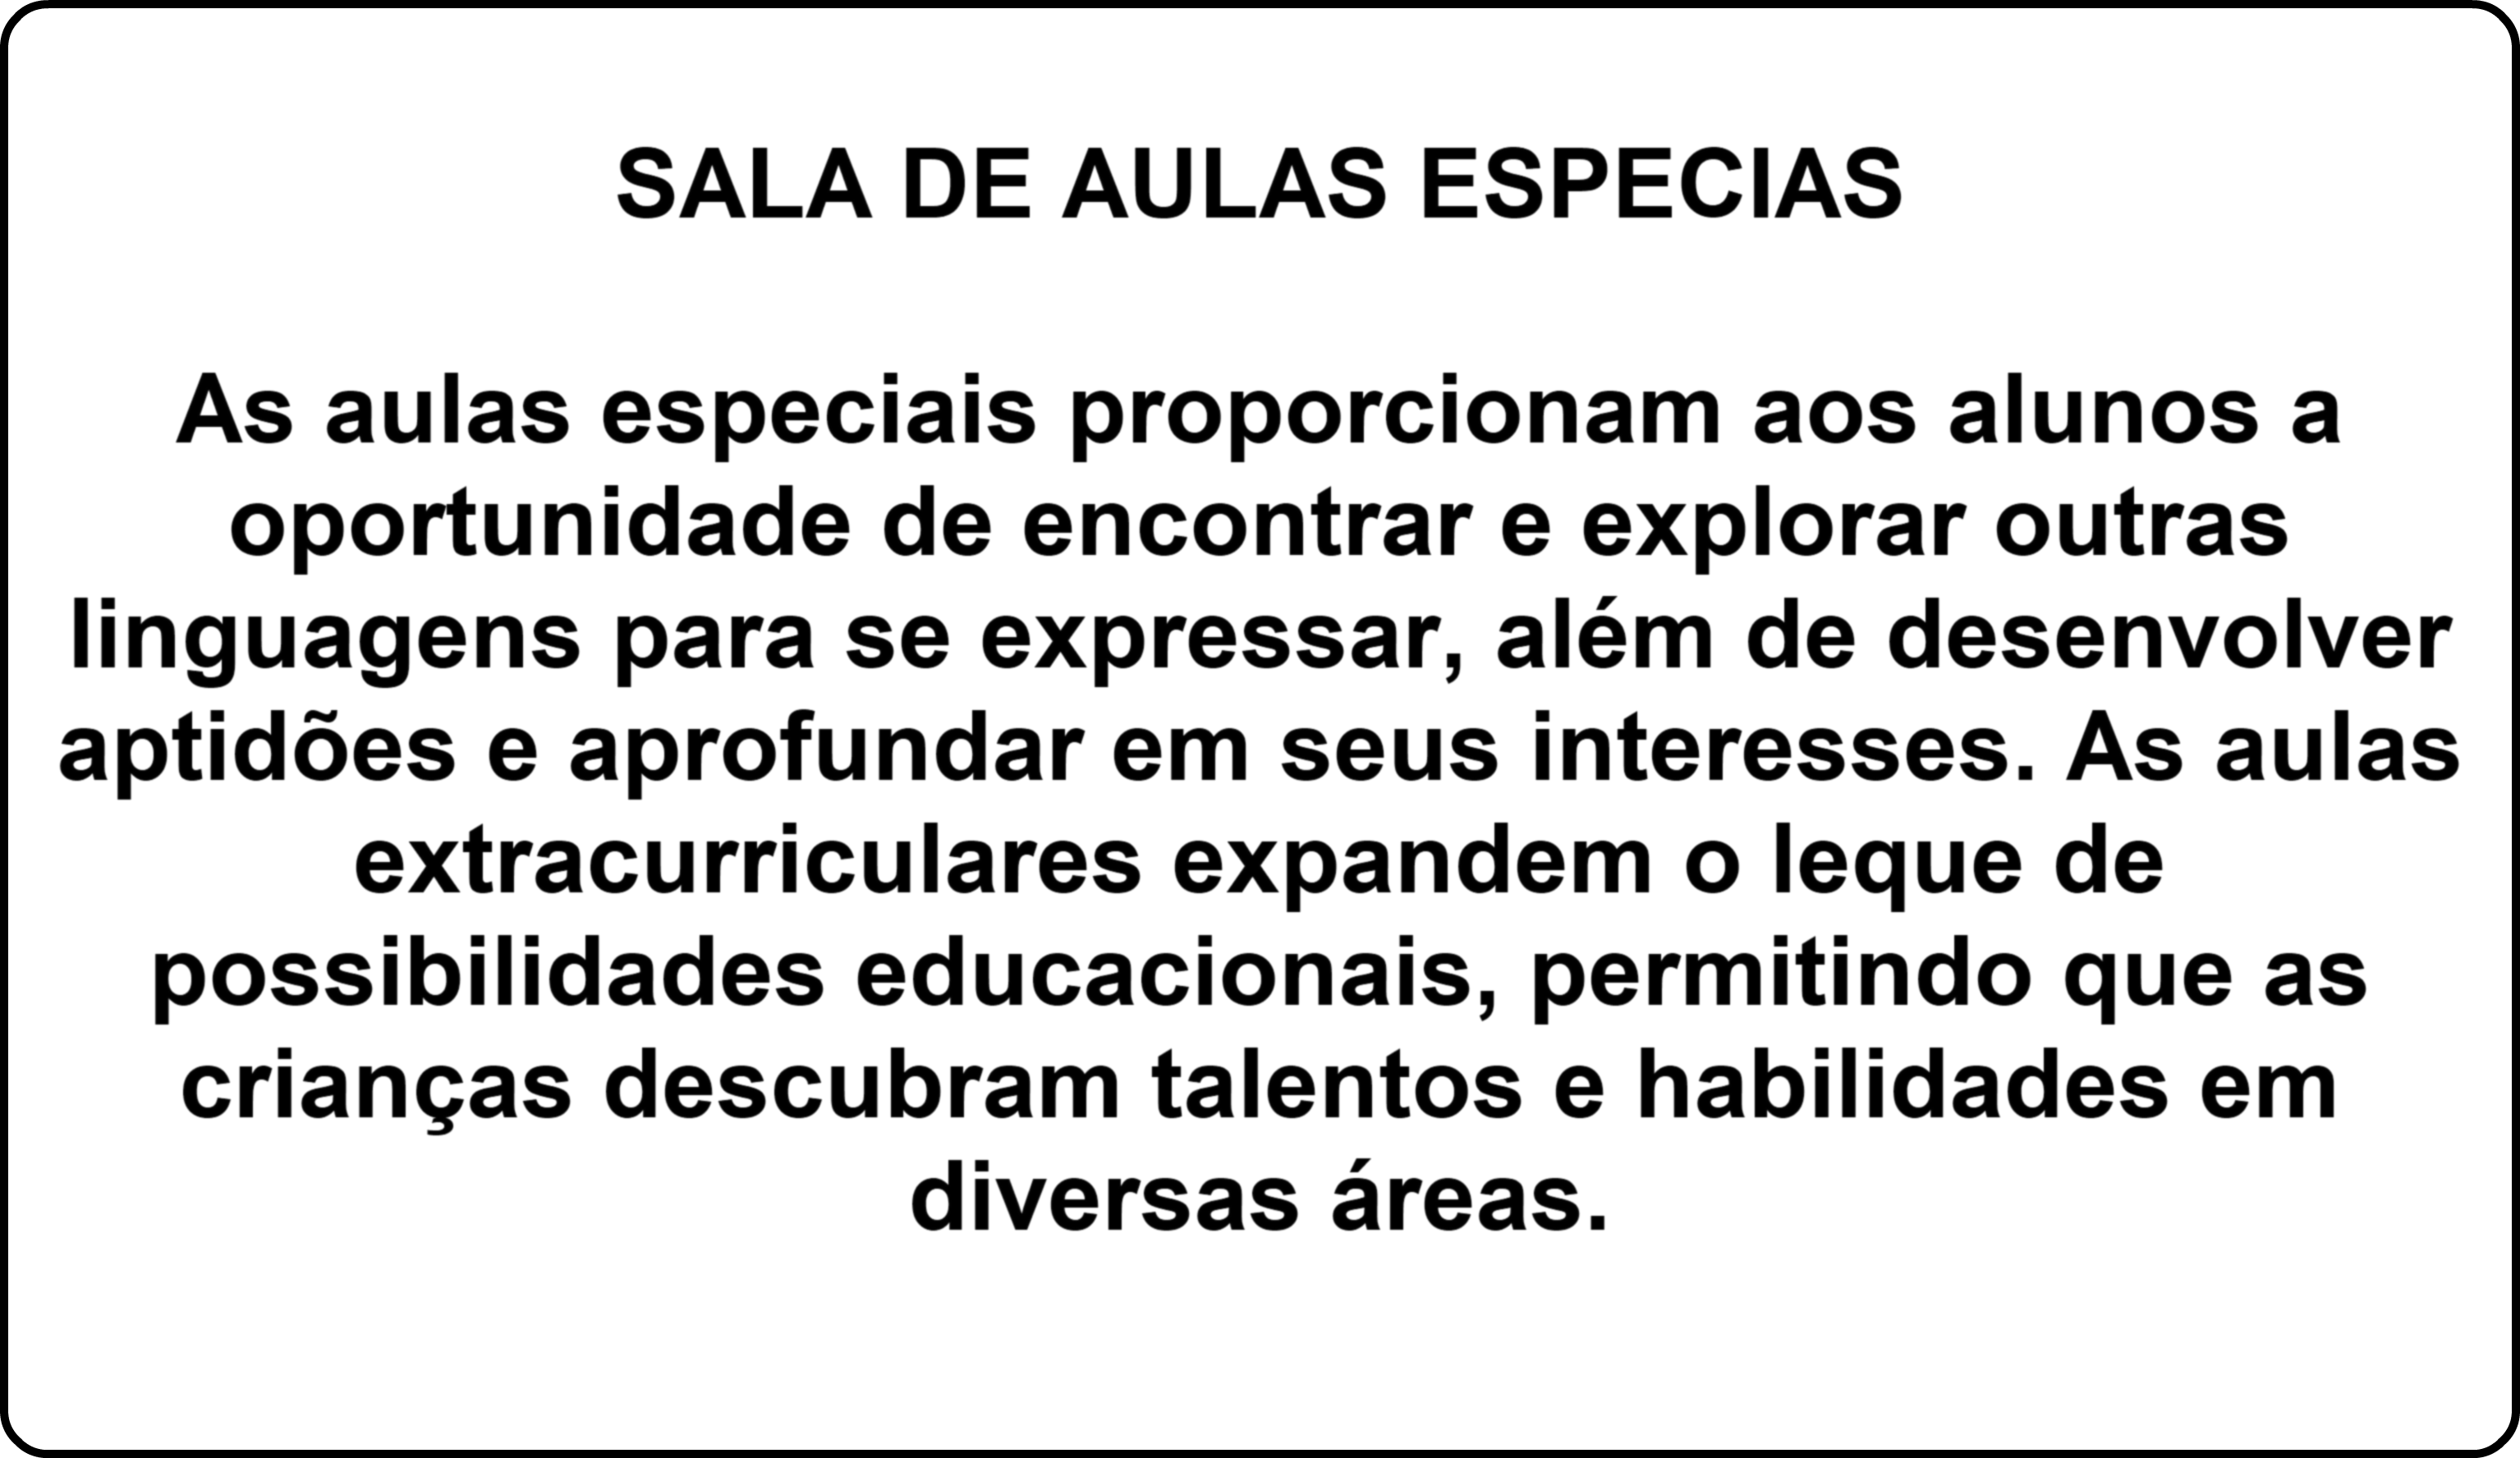 SALA DE AULAS ESPECIAS
As aulas especiais proporcionam aos alunos a
oportunidade de encontrar e explorar outras
linguagens para se expressar, além de desenvolver
aptidões e aprofundar em seus interesses. As aulas
extracurriculares expandem o leque de
possibilidades educacionais, permitindo que as
crianças descubram talentos e habilidades em
diversas áreas.